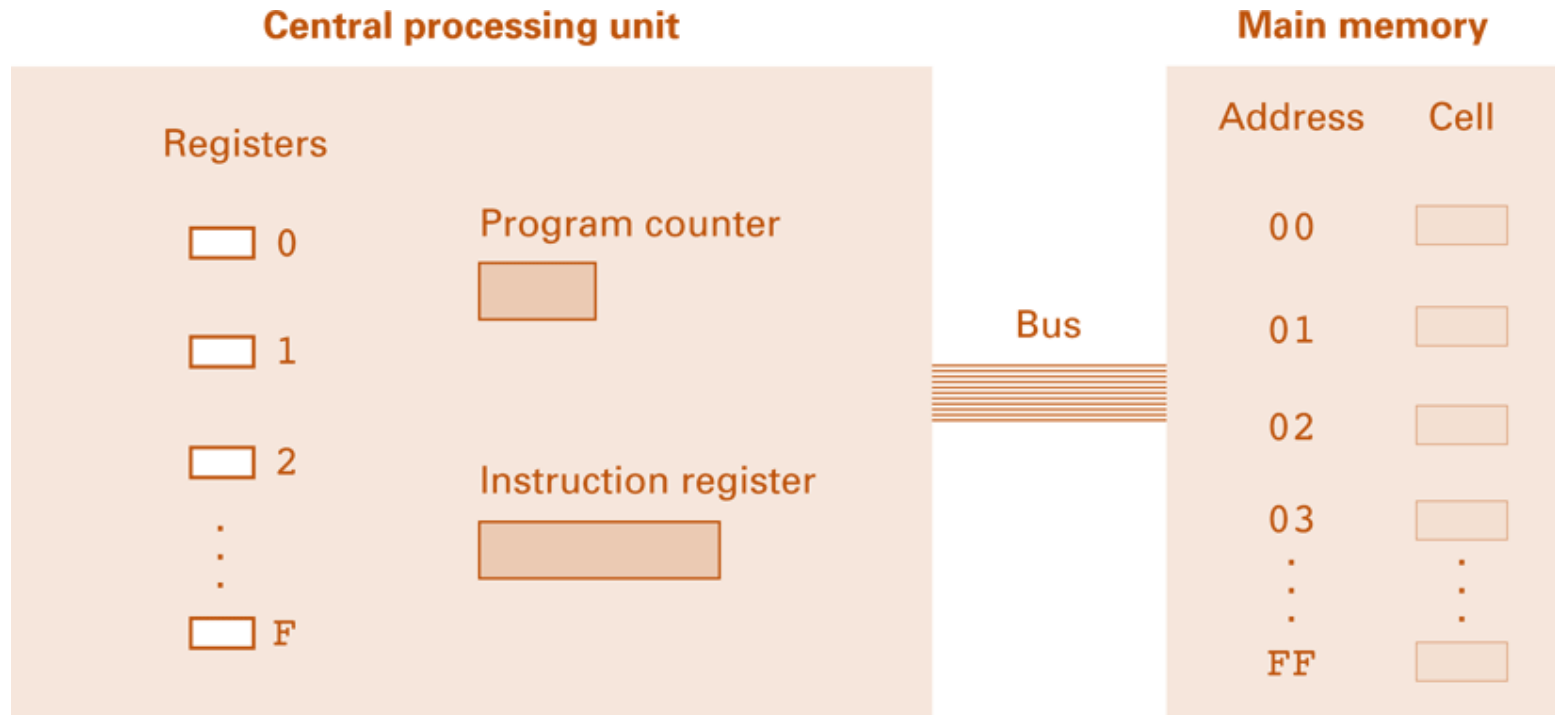 Central processing unit
Main memory
Registers
0
1
2
F
Program counter
Instruction register
Bus
Address Cell
00
01
02
03
FF